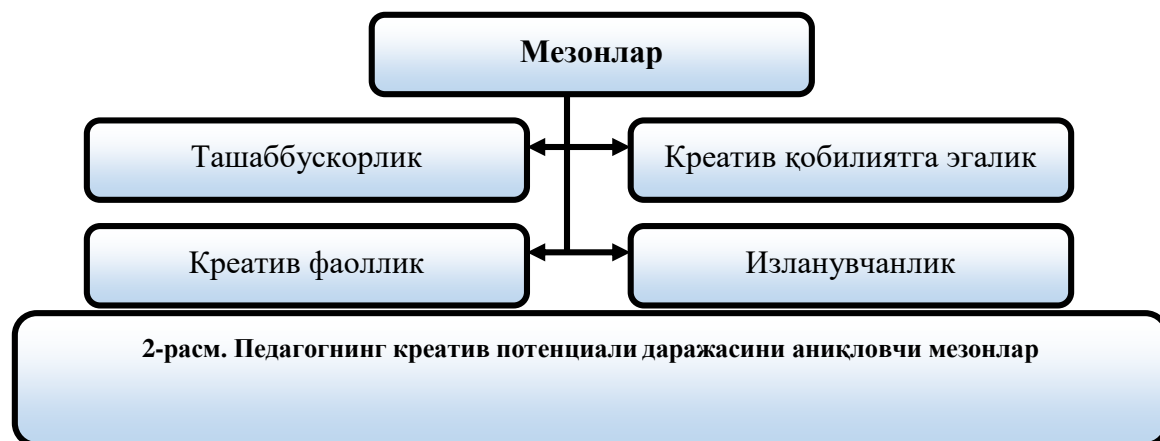 Мезонлар
Ташаббускорлик
Креатив қобилиятга эгалик
Креатив фаоллик
Изланувчанлик
2-расм. Педагогнинг креатив потенциали даражасини аниқловчи мезонлар